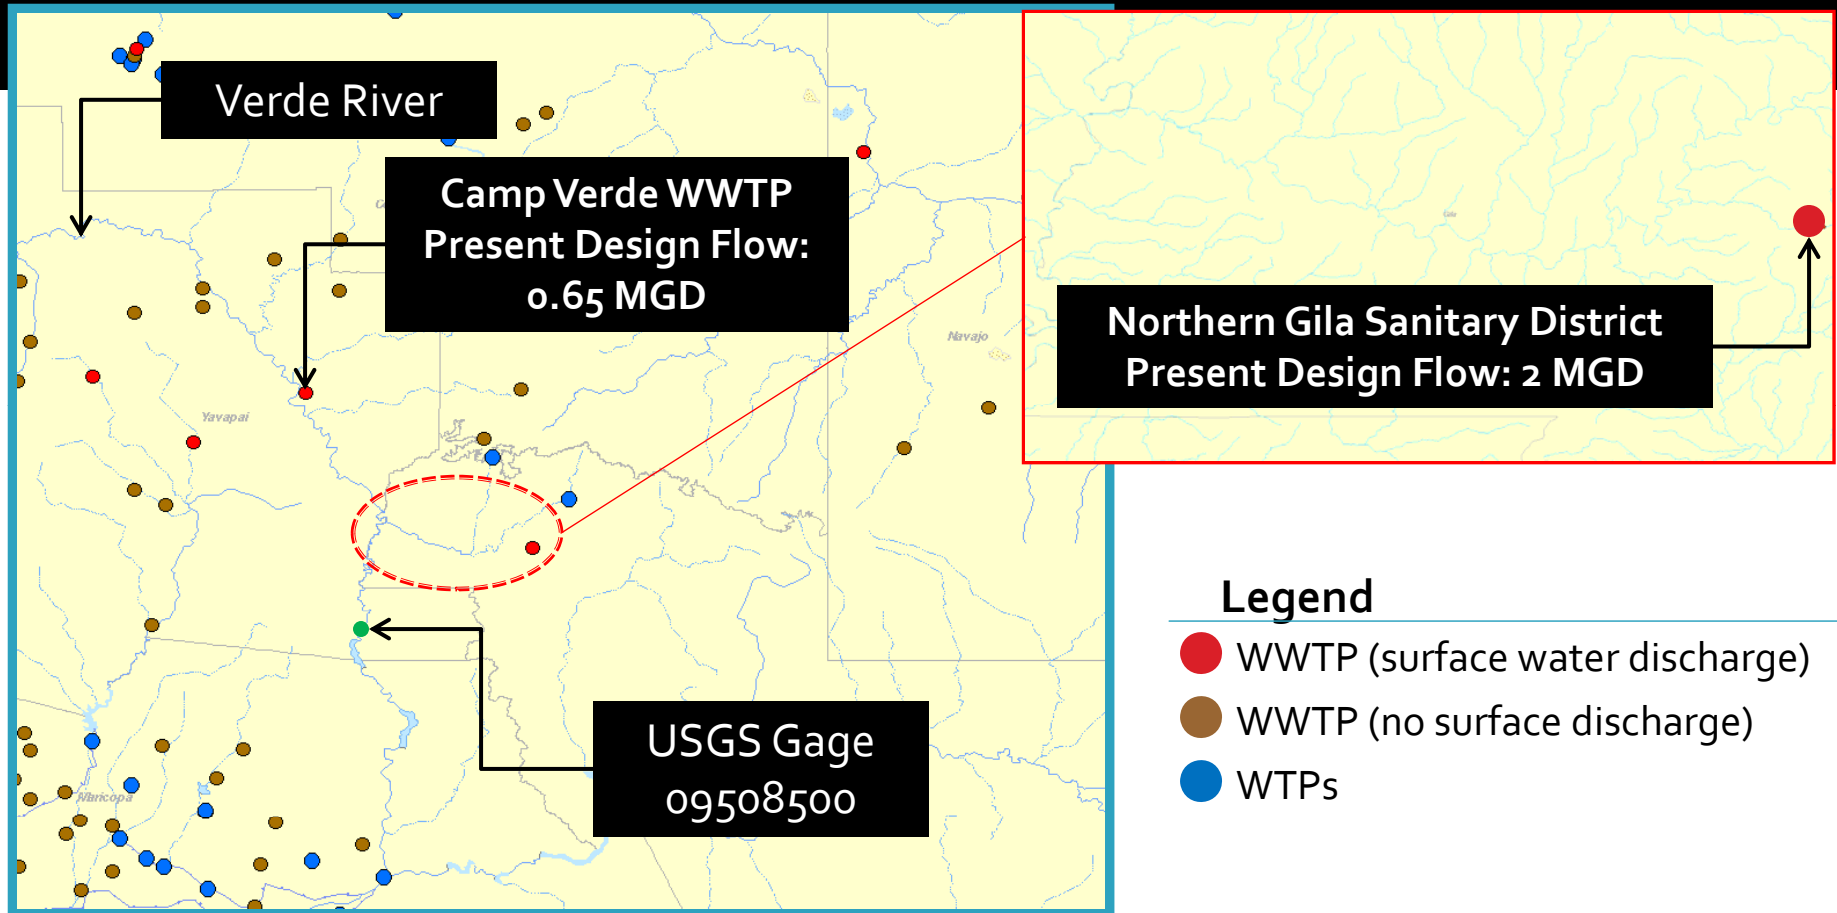 Verde River
Camp Verde WWTP
Present Design Flow:
0.65 MGD
Navajo
Yavapai
Northern Gila Sanitary District
Present Design Flow: 2 MGD
Gila
USGS Gage
09508500
Maricopa
Legend
WWTP (surface water discharge)
WWTP (no surface discharge)
WTPs